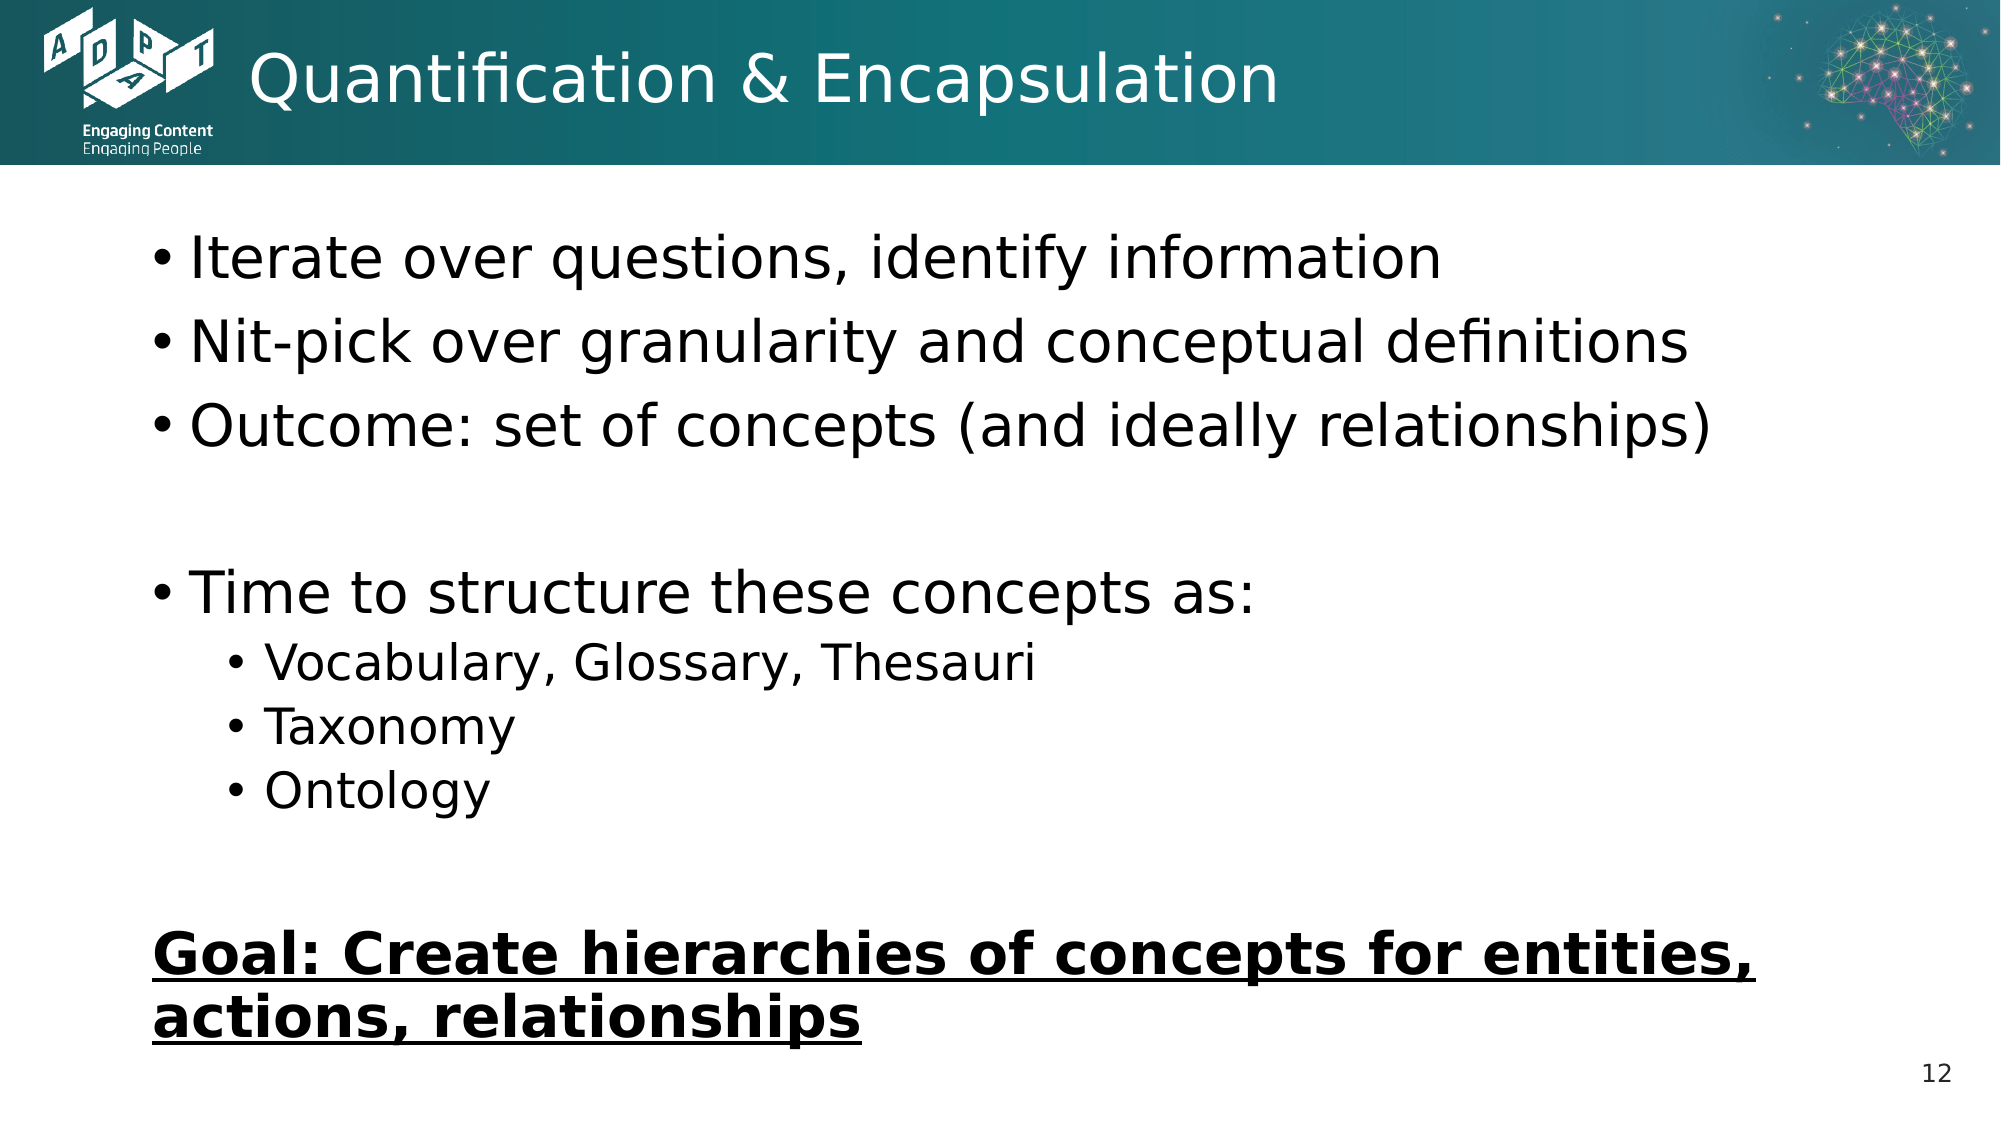 ADAPT
Engaging Content
Engaging People
Quantification & Encapsulation
• Iterate over questions, identify information
• Nit-pick over granularity and conceptual definitions
• Outcome: set of concepts (and ideally relationships)
• Time to structure these concepts as:
• Vocabulary, Glossary, Thesauri
• Taxonomy
• Ontology
Goal: Create hierarchies of concepts for entities,
actions, relationships
12